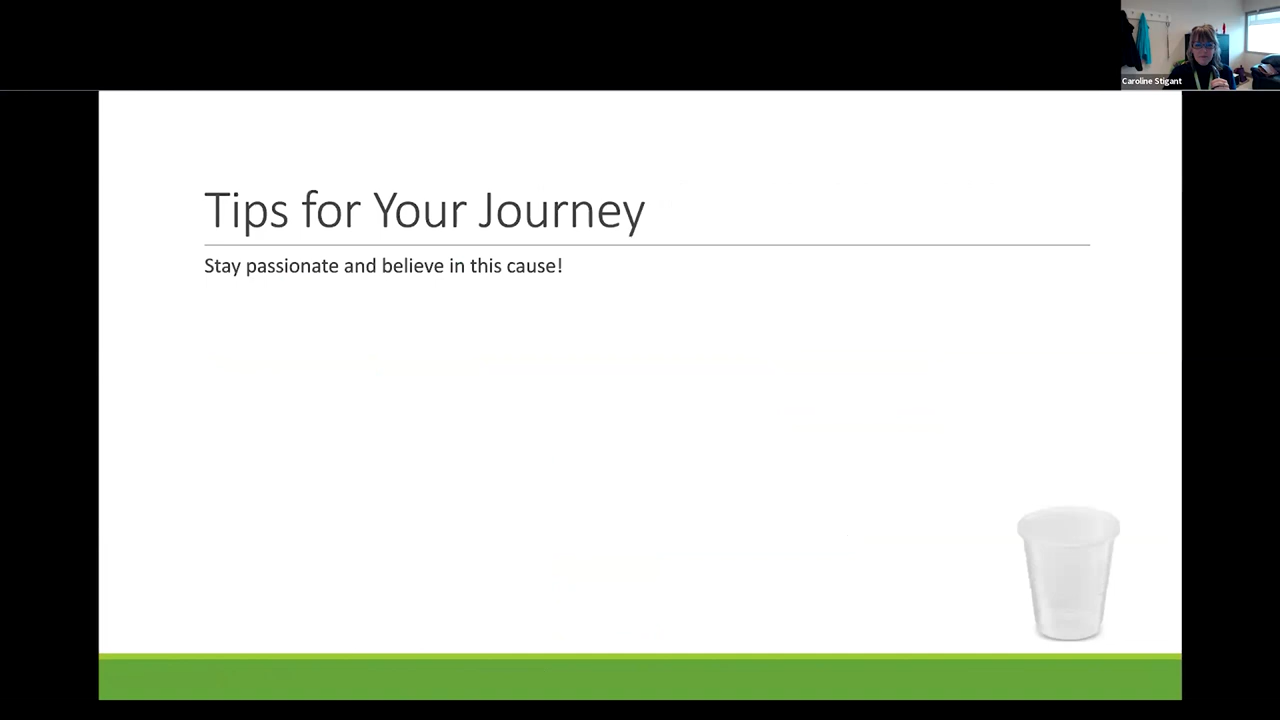 Caroline Stigant
Tips for Your Journey
Stay passionate and believe in this cause!